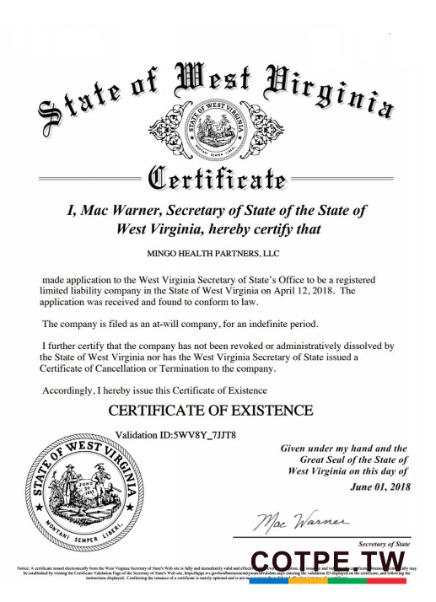 State of West Virginia
STATE OF WEST VIRGINIA
MONTANI SEMPER LIBERI
Certificate
I, Mac Warner, Secretary of State of the State of
West Virginia, hereby certify that
MINGO HEALTH PARTNERS, LLC
made application to the West Virginia Secretary of State's Office to be a registered
limited liability company in the State of West Virginia on April 12, 2018. The
application was received and found to conform to law.
The company is filed as an at-will company, for an indefinite period.
I further certify that the company has not been revoked or administratively dissolved by
the State of West Virginia nor has the West Virginia Secretary of State issued a
Certificate of Cancellation or Termination to the company.
Accordingly, I hereby issue this Certificate of Existence
CERTIFICATE OF EXISTENCE
Validation ID:5WV8Y_7JJT8
STATE OF WEST VIRGINIA
MONTANI SEMPER LIBERI
Given under my hand and the
Great Seal of the State of
West Virginia on this day of
June 01, 2018
Mac Warner
Secretary of State
COTPE.TW
Notice: A certificate issued electronically from the West Virginia Secretary of State's Web site is fully and immediately valid and